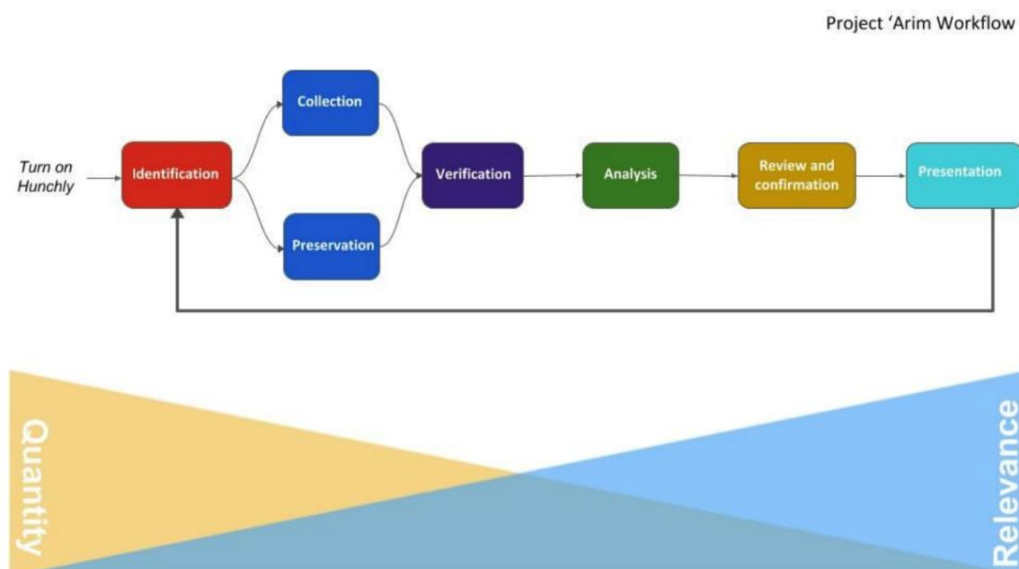 Project ‘Arim Workflow
Collection
Turn on
Hunchly
Identification
Verification
Analysis
Review and
confirmation
Presentation
Preservation
Quantity
Relevance